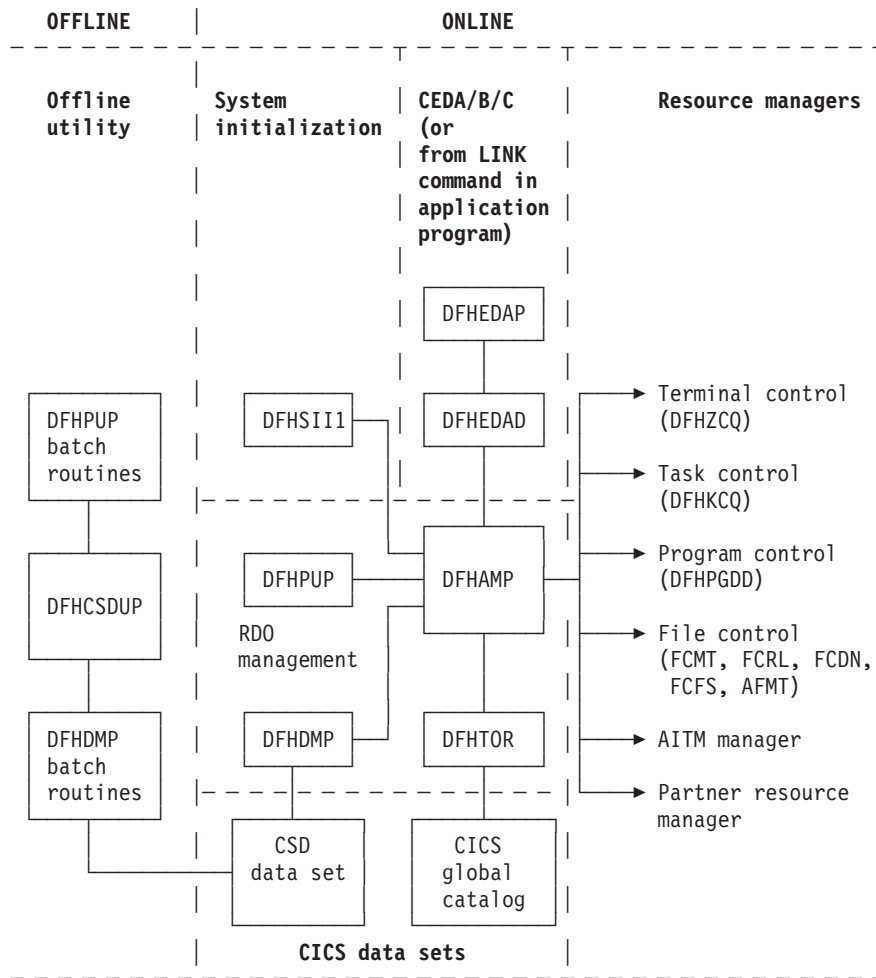 OFFLINE
ONLINE
Offline
utility
System
initialization
CEDA/B/C
(or
from LINK
command in
application
program)
Resource managers
DFHEDAP
DFHPUP
batch
routines
DFHSII1
DFHEDAD
Terminal control
(DFHZCQ)
Task control
(DFHKCQ)
DFHCSDUP
DFHPUP
DFHAMP
Program control
(DFHPGDD)
RDO
management
File control
(FCMT, FCRL, FCDN,
FCFS, AFMT)
DFHDMP
batch
routines
DFHDMP
DFHTOR
AITM manager
Partner resource
manager
CSD
data set
CICS
global
catalog
CICS data sets